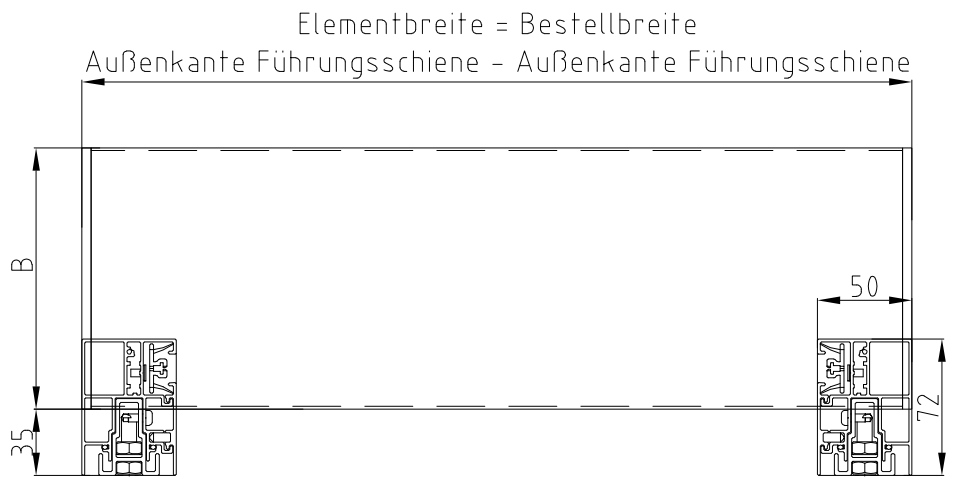 Elementbreite = Bestellbreite
Außenkante Führungsschiene - Außenkante Führungsschiene
B
50
72
35